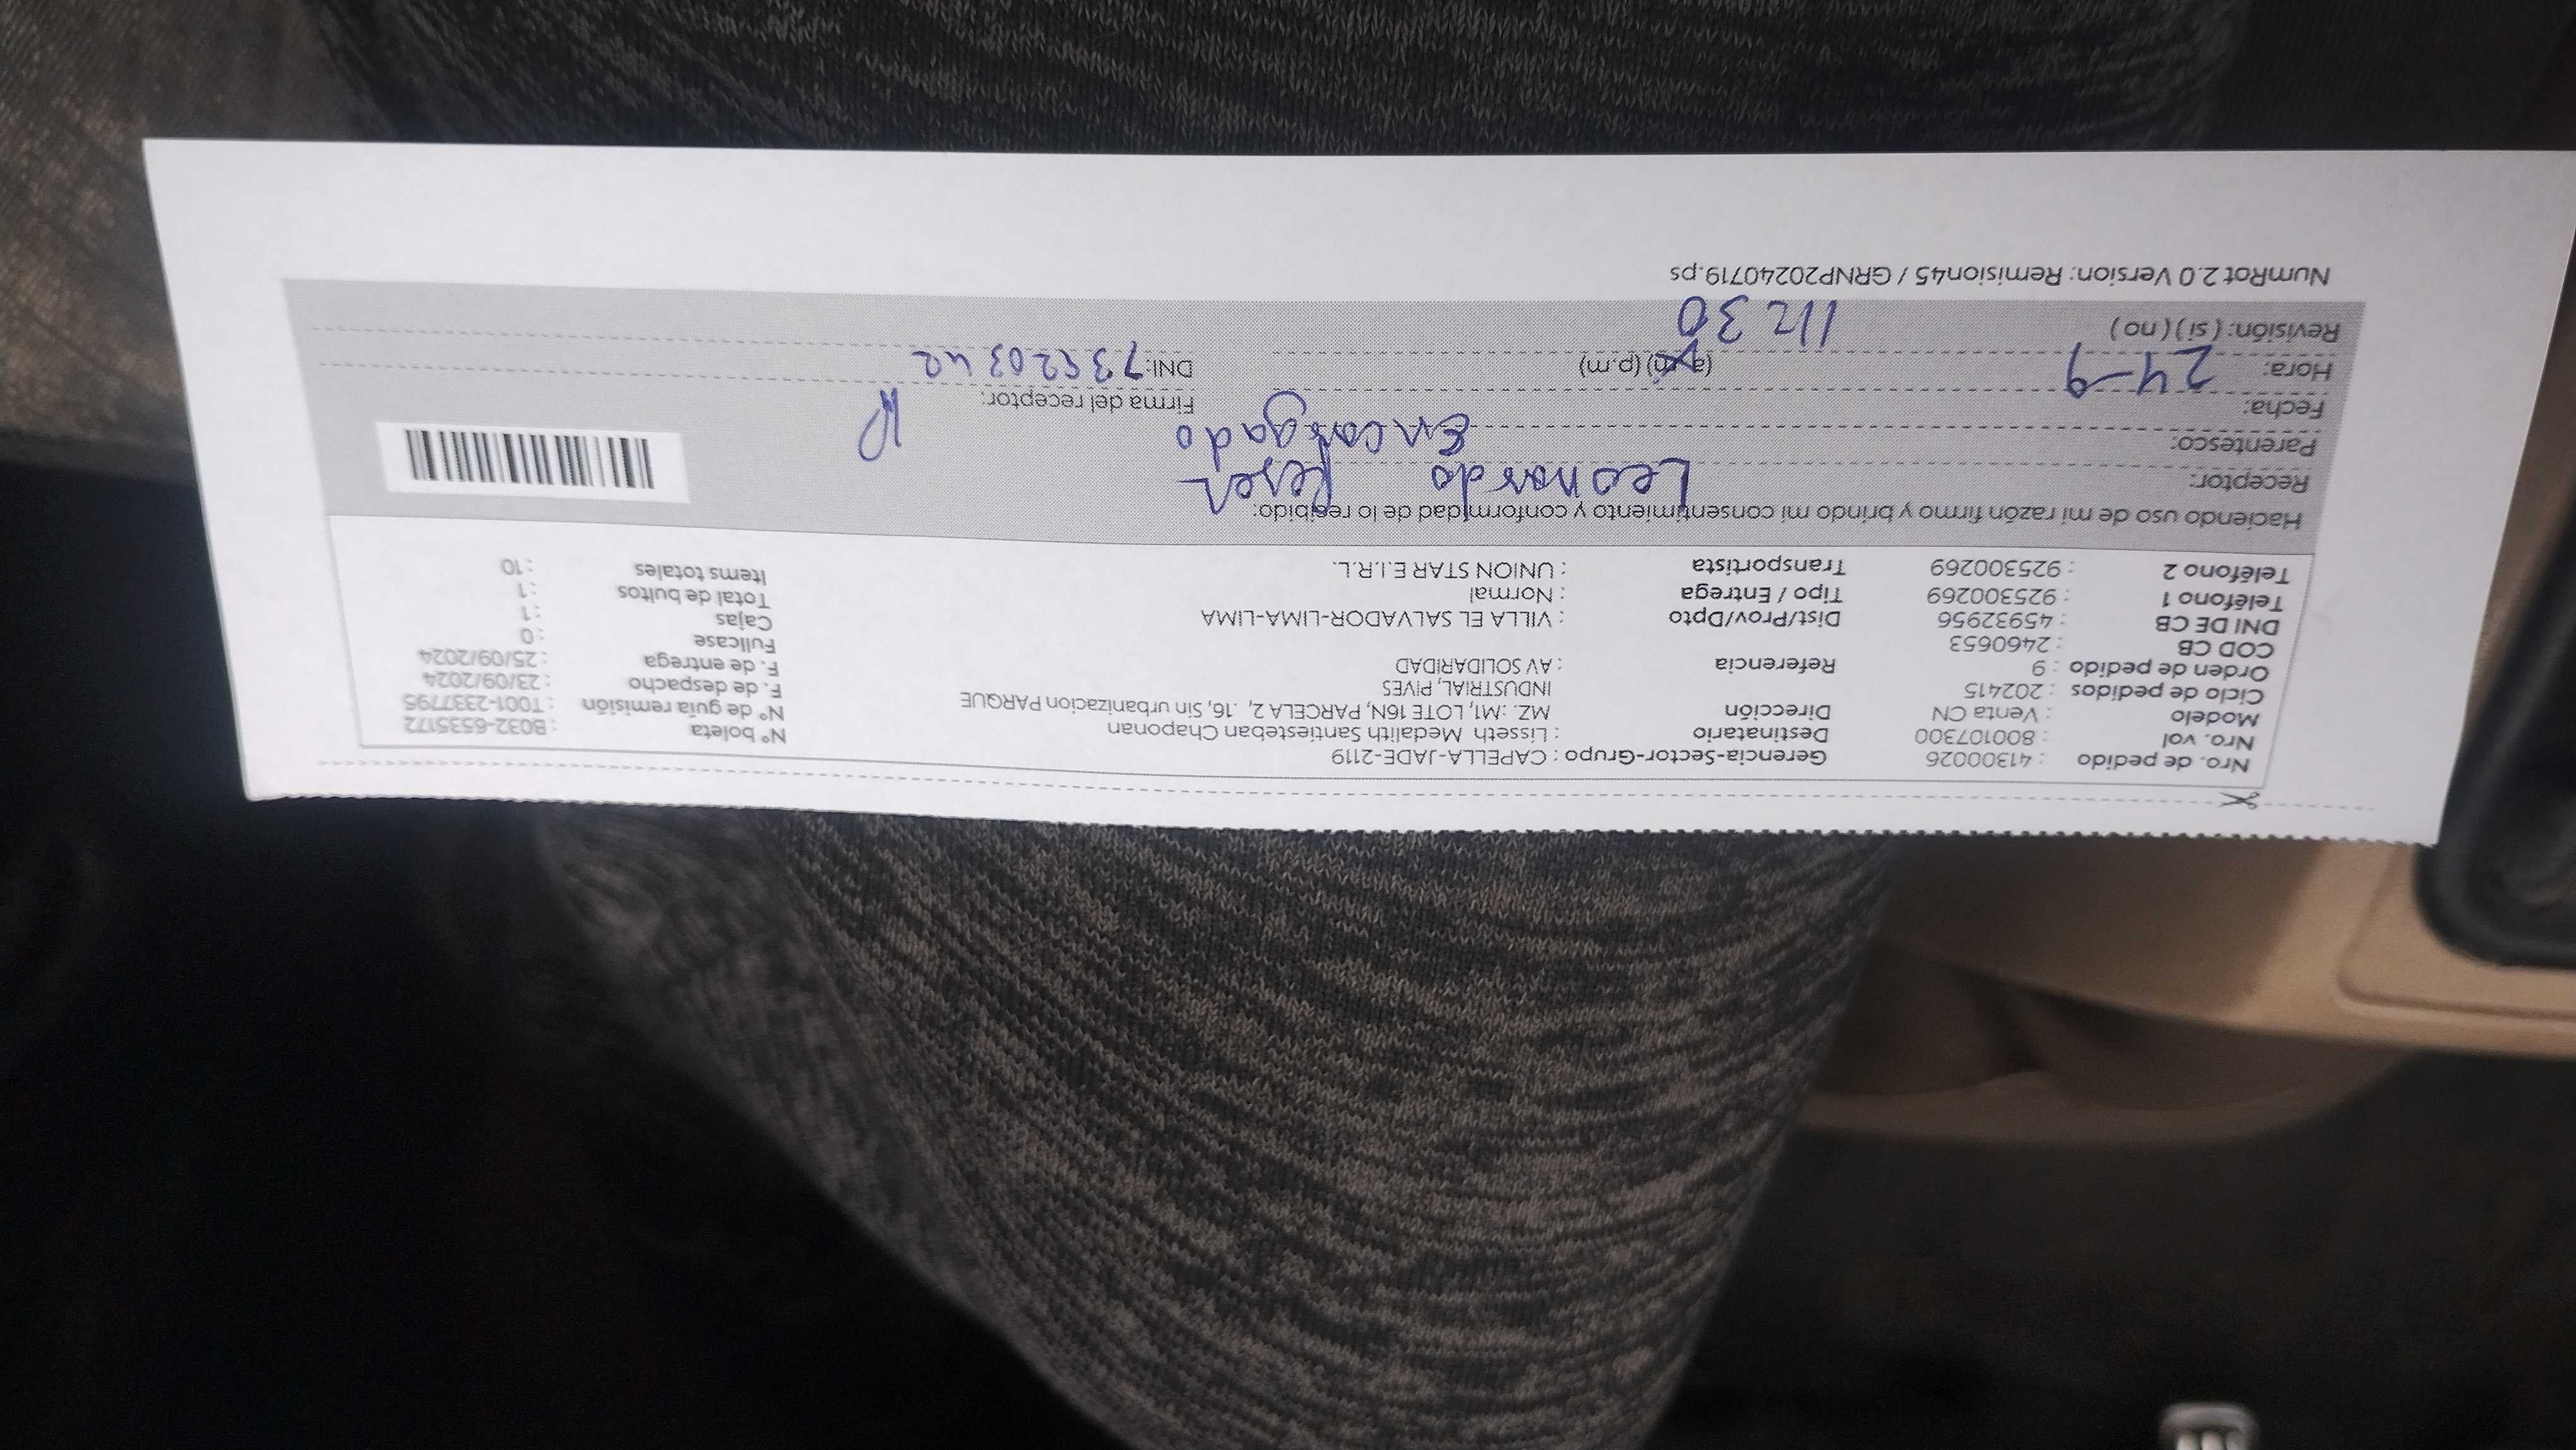 Nro. de pedido : 41300026 Gerencia-Sector-Grupo : CAPELLA-JADE-2119
Nro. vol : 800107300 Destinatario : Lisseth Medalith Santiesteban Chaponan Nº boleta : B032-6535172
Modelo : Venta CN Dirección MZ. :M1, LOTE 16N, PARCELA 2, .16, Sin urbanizacion PARQUE Nº de guía remisión : T001-2337795
Ciclo de pedidos : 202415 INDUSTRIAL, PIVES F. de despacho : 23/09/2024
Orden de pedido : 9 Referencia : AV SOLIDARIDAD F. de entrega : 25/09/2024
COD CB : 2460653 Fullcase : 0
DNI DE CB : 45932956 Dist/Prov/Dpto : VILLA EL SALVADOR-LIMA-LIMA Cajas : 1
Teléfono 1 : 925300269 Tipo / Entrega : Normal Total de bultos : 1
Teléfono 2 : 925300269 Transportista : UNION STAR E.I.R.L. Items totales : 10
Haciendo uso de mi razón firmo y brindo mi consentimiento y conformidad de lo recibido:
Receptor: Leonardo
Parentesco: Encargado
Fecha: 24-9 Firma del receptor:
Hora: (a.m) (p.m) DNI:
Revisión: ( si ) ( no ) 30
NumRot 2.0 Version: Remision45 / GRNP20240719.ps